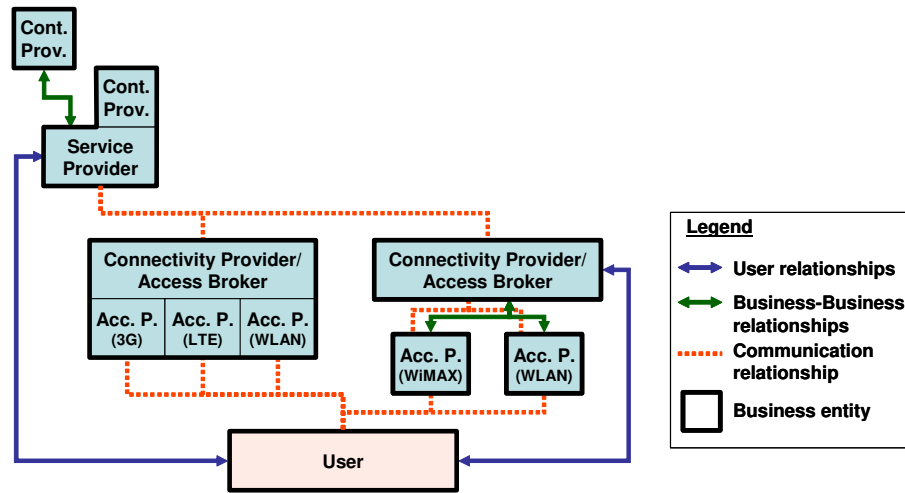 Cont.
Prov.
Cont.
Prov.
Service
Provider
Connectivity Provider/
Access Broker
Acc. P.
(3G)
Acc. P.
(LTE)
Acc. P.
(WLAN)
Connectivity Provider/
Access Broker
Acc. P.
(WiMAX)
Acc. P.
(WLAN)
User
Legend
User relationships
Business-Business
relationships
Communication
relationship
Business entity